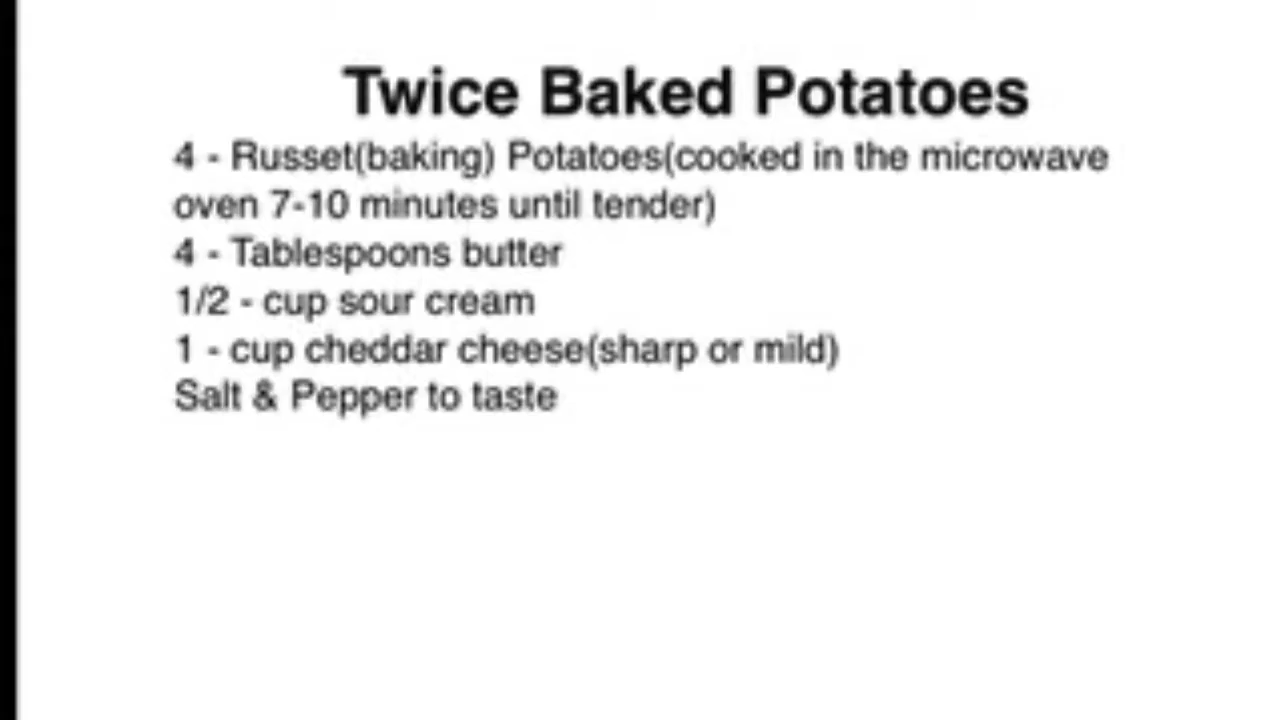 Twice Baked Potatoes
4 - Russet(baking) Potatoes(cooked in the microwave
oven 7-10 minutes until tender)
4 - Tablespoons butter
1/2 - cup sour cream
1 - cup cheddar cheese(sharp or mild)
Salt & Pepper to taste